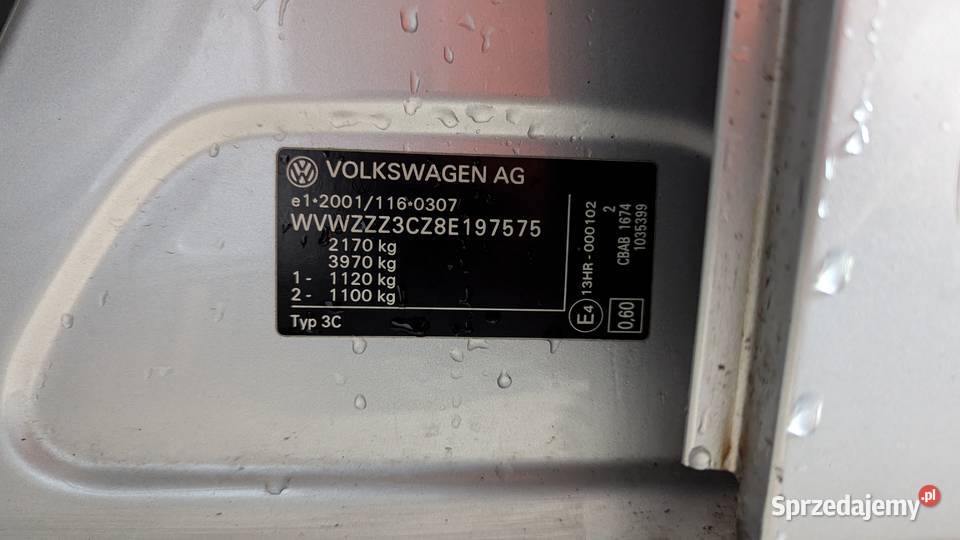 VOLKSWAGEN AG
e1*2001/116*0307
WVWZZZ3CZ8E197575
2170 kg
3970 kg
1- 1120 kg
2- 1100 kg
Typ 3C
E4 13HR-000102
2
CBAB 1674
1035399
0,60
Sprzedajemy.pl